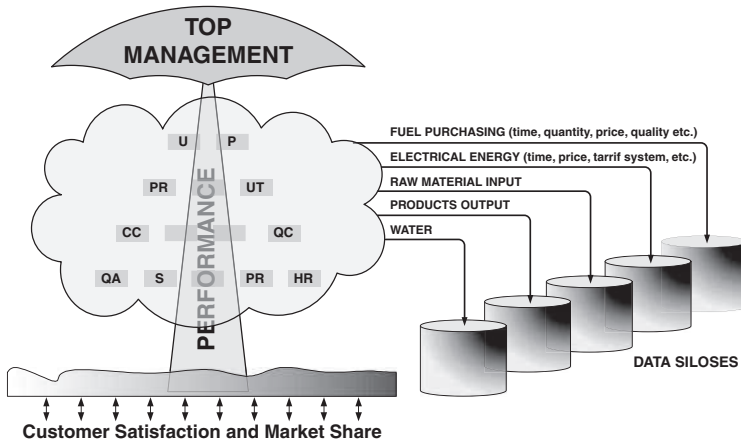 TOP
MANAGEMENT
U P
PR UT
CC QC
QA S PR HR
PERFORMANCE
FUEL PURCHASING (time, quantity, price, quality etc.)
ELECTRICAL ENERGY (time, price, tarrif system, etc.)
RAW MATERIAL INPUT
PRODUCTS OUTPUT
WATER
DATA SILOSES
Customer Satisfaction and Market Share